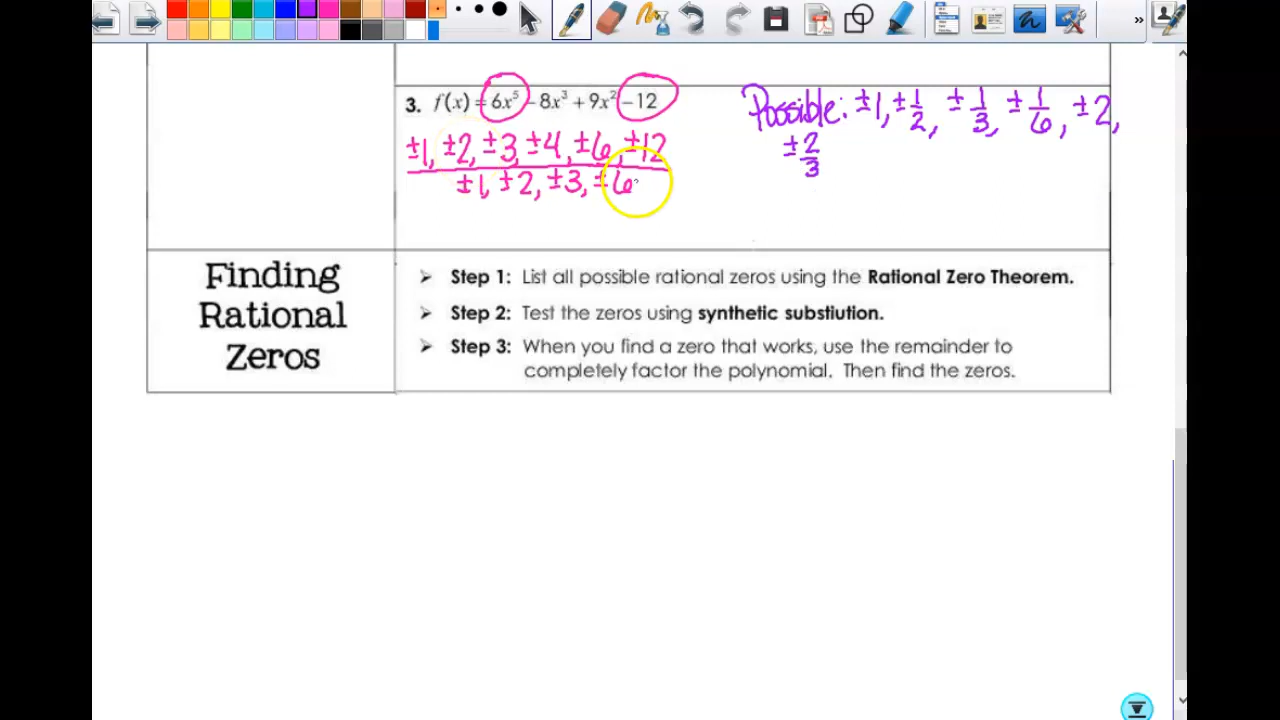 3. f(x) = 6x⁵ − 8x³ + 9x² − 12
±1, ±2, ±3, ±4, ±6, ±12
±1, ±2, ±3, ±6
Possible: ±1, ±1/2, ±1/3, ±1/6, ±2,
±2/3
Finding
Rational
Zeros
➢ Step 1: List all possible rational zeros using the Rational Zero Theorem.
➢ Step 2: Test the zeros using synthetic substiution.
➢ Step 3: When you find a zero that works, use the remainder to
completely factor the polynomial. Then find the zeros.